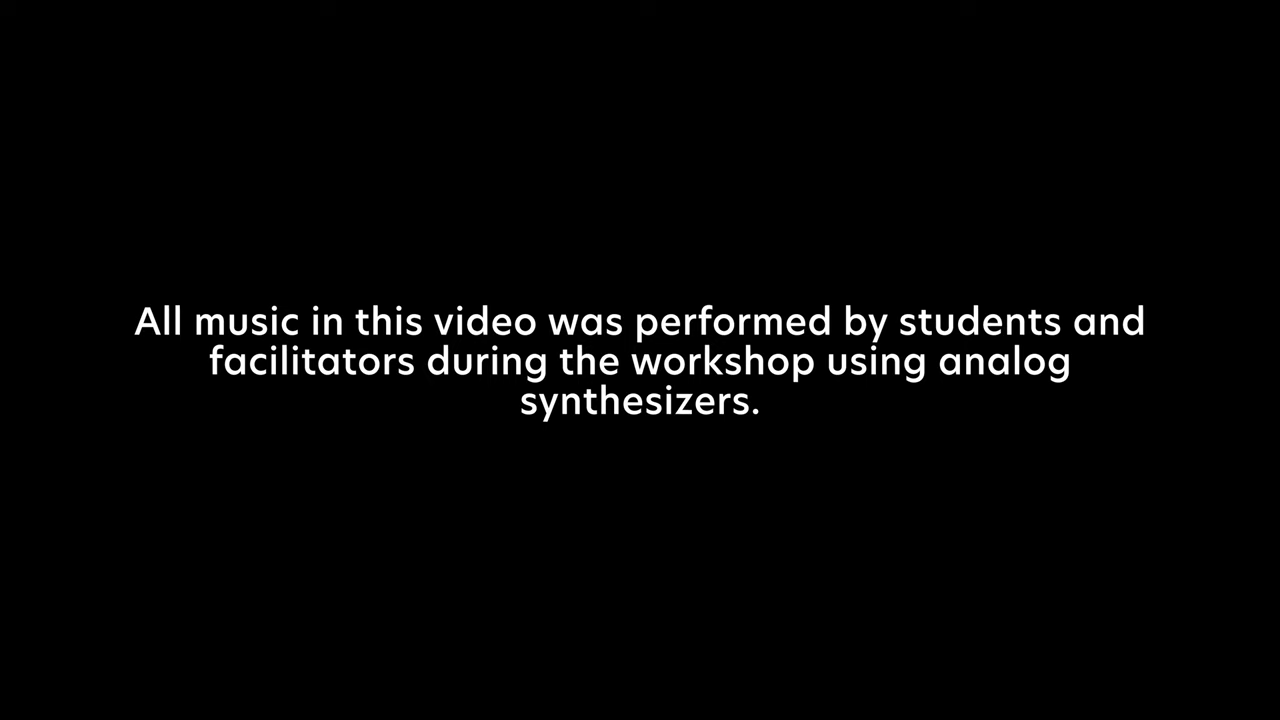 All music in this video was performed by students and
facilitators during the workshop using analog
synthesizers.